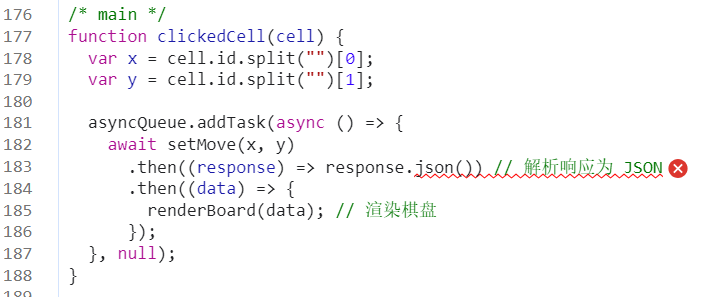 176 /* main */
177 function clickedCell(cell) {
178   var x = cell.id.split("")[0];
179   var y = cell.id.split("")[1];
180
181   asyncQueue.addTask(async () => {
182     await setMove(x, y)
183       .then((response) => response.json()) // 解析响应为 JSON
184       .then((data) => {
185         renderBoard(data); // 渲染棋盘
186       });
187   }, null);
188 }
189